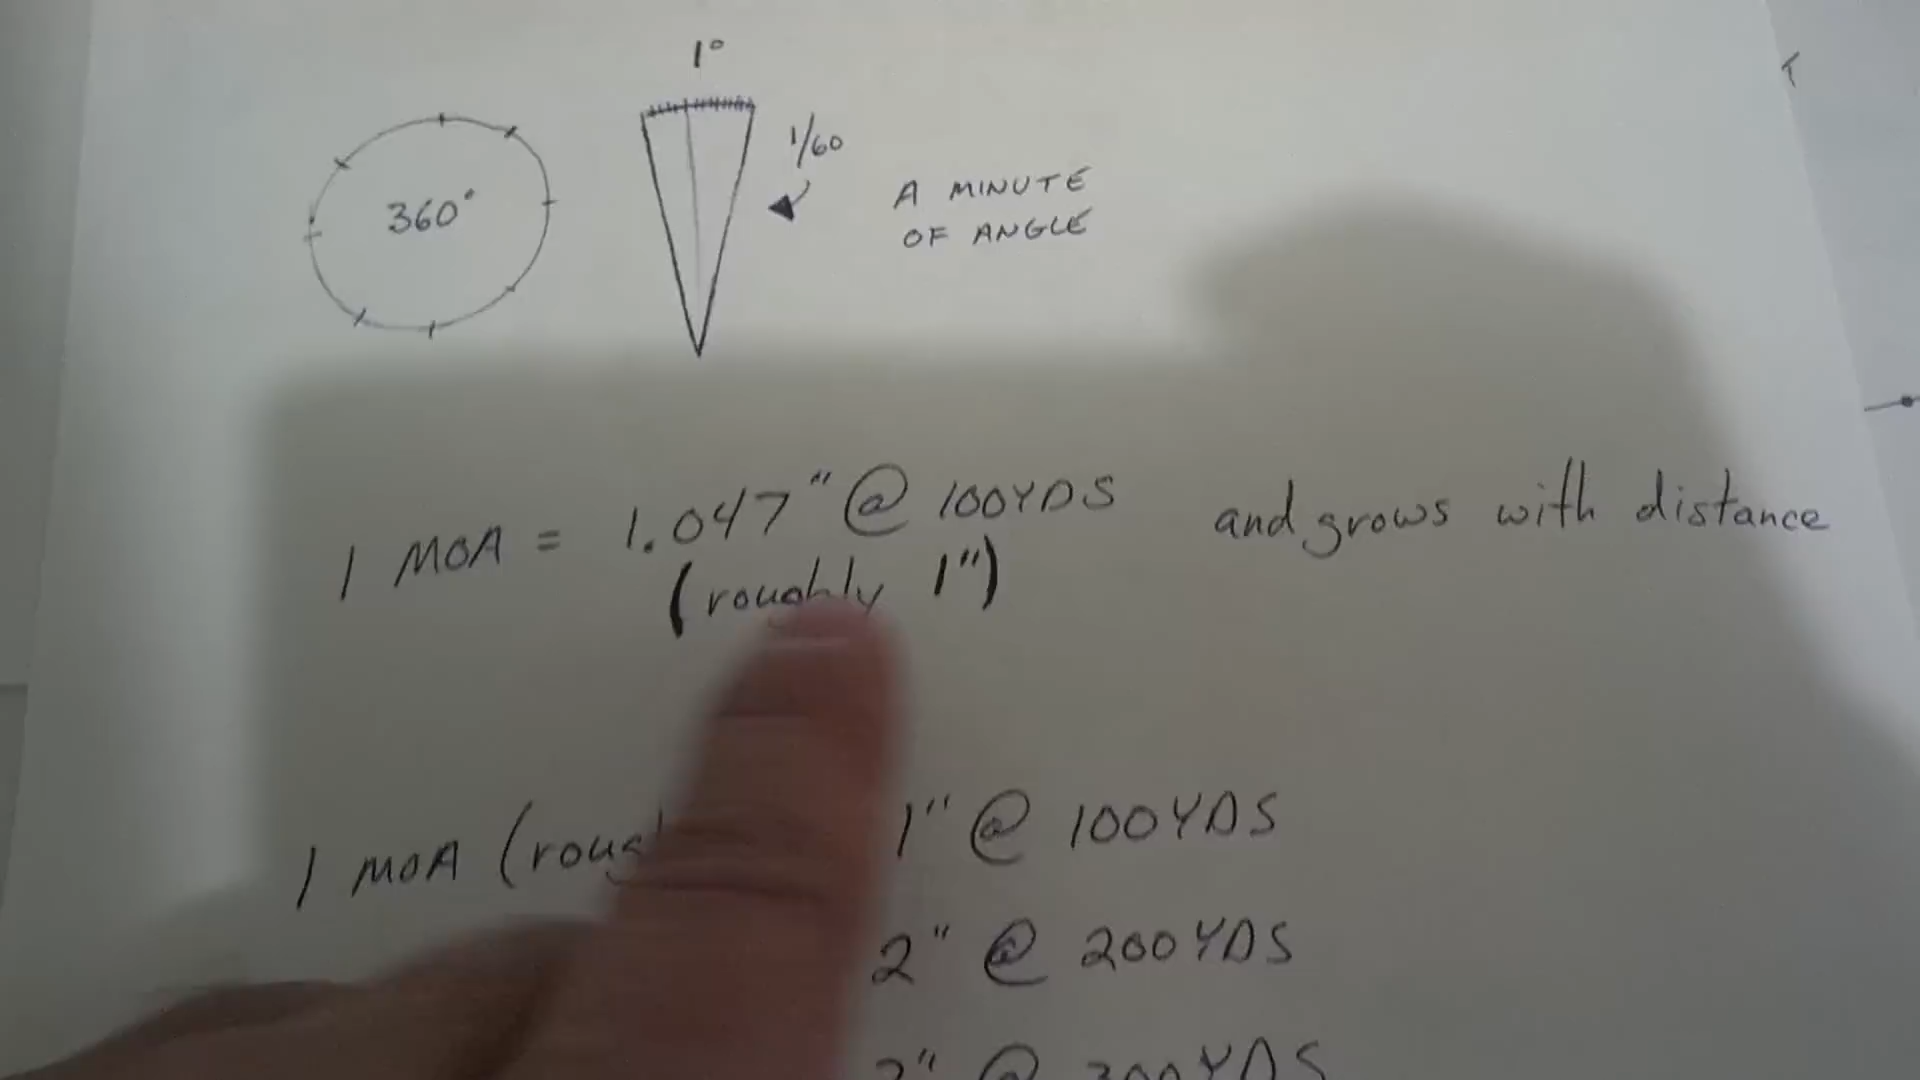 1°
360°
1/60
A MINUTE
OF ANGLE
1 MOA = 1.047" @ 100YDS and grows with distance
(roughly 1")
1 MOA 1" @ 100YDS
2" @ 200YDS
" @ 300YDS